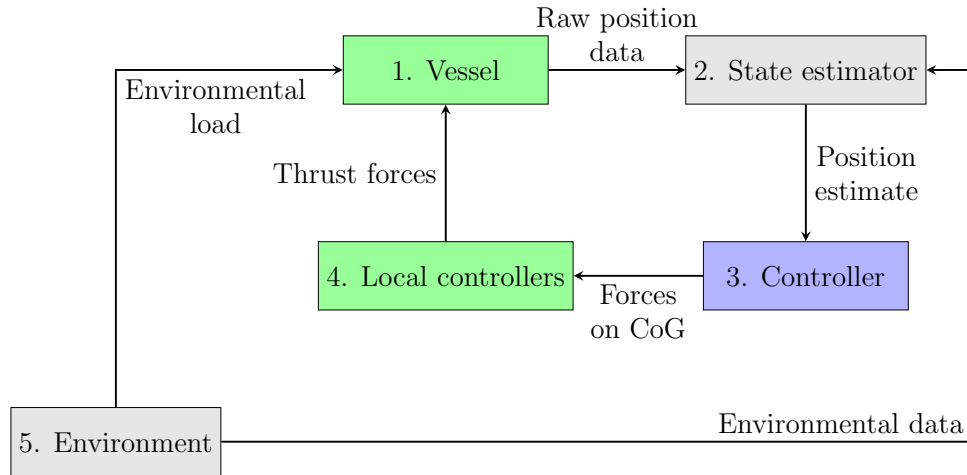 Raw position
data
1. Vessel
2. State estimator
Environmental
load
Thrust forces
Position
estimate
4. Local controllers
3. Controller
Forces
on CoG
5. Environment
Environmental data